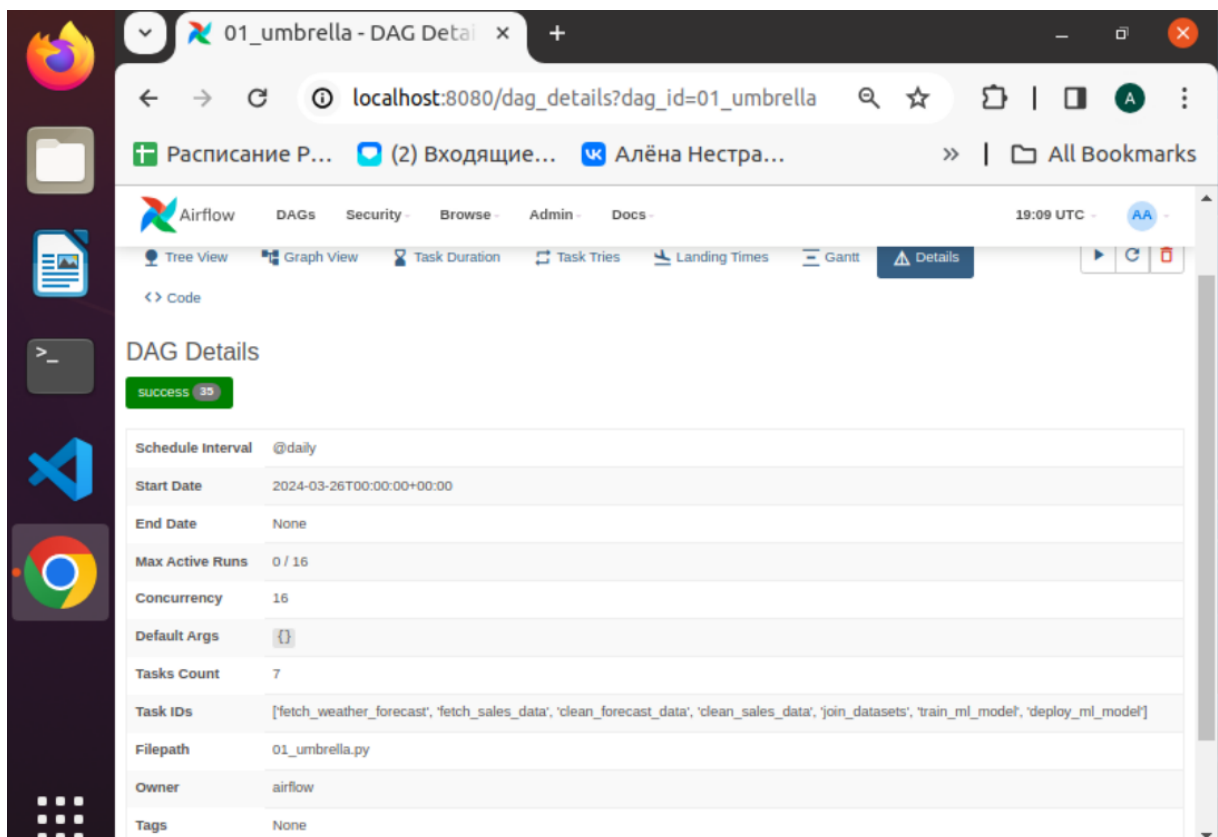 01_umbrella - DAG Detai
localhost:8080/dag_details?dag_id=01_umbrella
A
Расписание Р...
(2) Входящие...
Алёна Нестра...
All Bookmarks
Airflow
DAGs
Security
Browse
Admin
Docs
19:09 UTC
AA
Tree View
Graph View
Task Duration
Task Tries
Landing Times
Gantt
Details
<> Code
DAG Details
success 35
Schedule Interval @daily
Start Date 2024-03-26T00:00:00+00:00
End Date None
Max Active Runs 0 / 16
Concurrency 16
Default Args {}
Tasks Count 7
Task IDs ['fetch_weather_forecast', 'fetch_sales_data', 'clean_forecast_data', 'clean_sales_data', 'join_datasets', 'train_ml_model', 'deploy_ml_model']
Filepath 01_umbrella.py
Owner airflow
Tags None